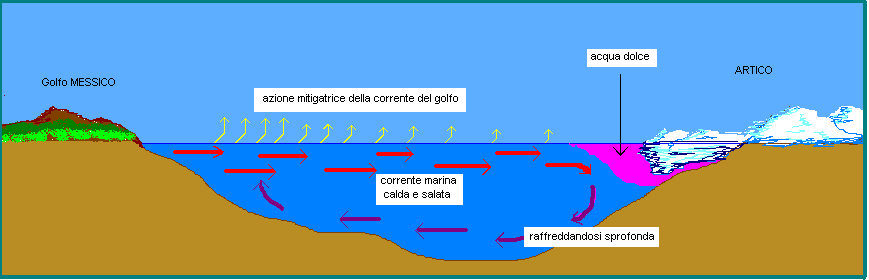 acqua dolce
Golfo MESSICO
ARTICO
azione mitigatrice della corrente del golfo
corrente marina
calda e salata
raffreddandosi sprofonda